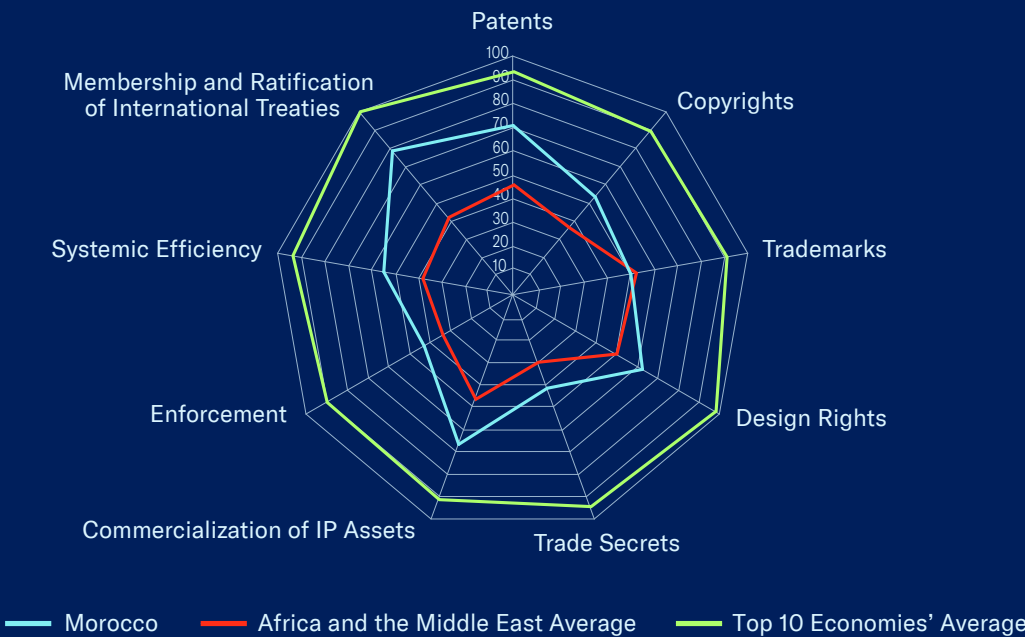 Patents
100
90
80
70
60
50
40
30
20
10
Membership and Ratification
of International Treaties
Copyrights
Systemic Efficiency
Trademarks
Enforcement
Design Rights
Commercialization of IP Assets
Trade Secrets
Morocco
Africa and the Middle East Average
Top 10 Economies’ Average